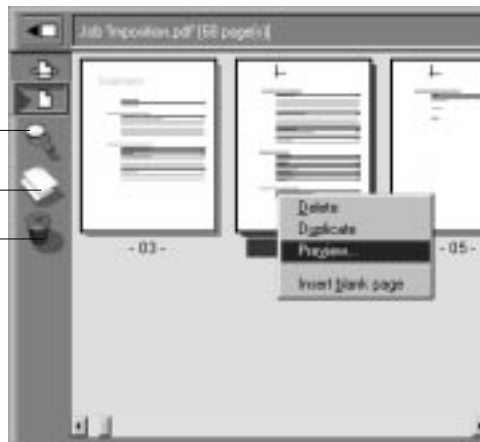 Job 'Imposition.pdf' [68 page(s)]
Delete
Duplicate
Preview...
Insert blank page
- 03 -
- 05 -